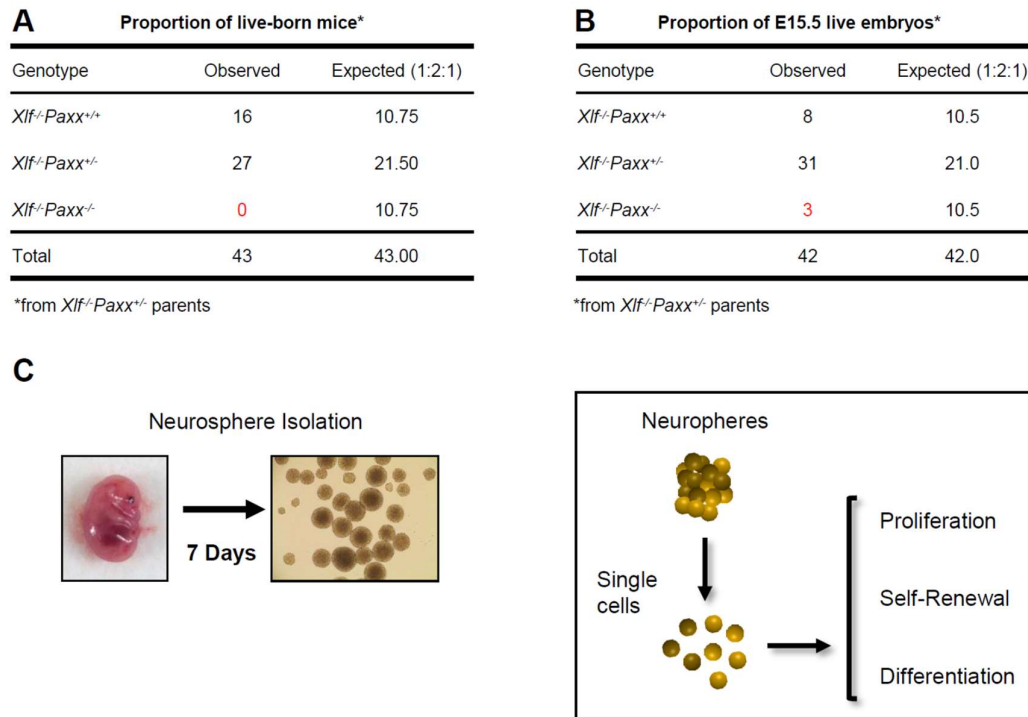 A
Proportion of live-born mice*
Genotype Observed Expected (1:2:1)
Xlf-/-Paxx+/+ 16 10.75
Xlf-/-Paxx+/- 27 21.50
Xlf-/-Paxx-/- 0 10.75
Total 43 43.00
*from Xlf-/-Paxx+/- parents
B
Proportion of E15.5 live embryos*
Genotype Observed Expected (1:2:1)
Xlf-/-Paxx+/+ 8 10.5
Xlf-/-Paxx+/- 31 21.0
Xlf-/-Paxx-/- 3 10.5
Total 42 42.0
*from Xlf-/-Paxx+/- parents
C
Neurosphere Isolation
7 Days
Neuropheres
Single
cells
Proliferation
Self-Renewal
Differentiation